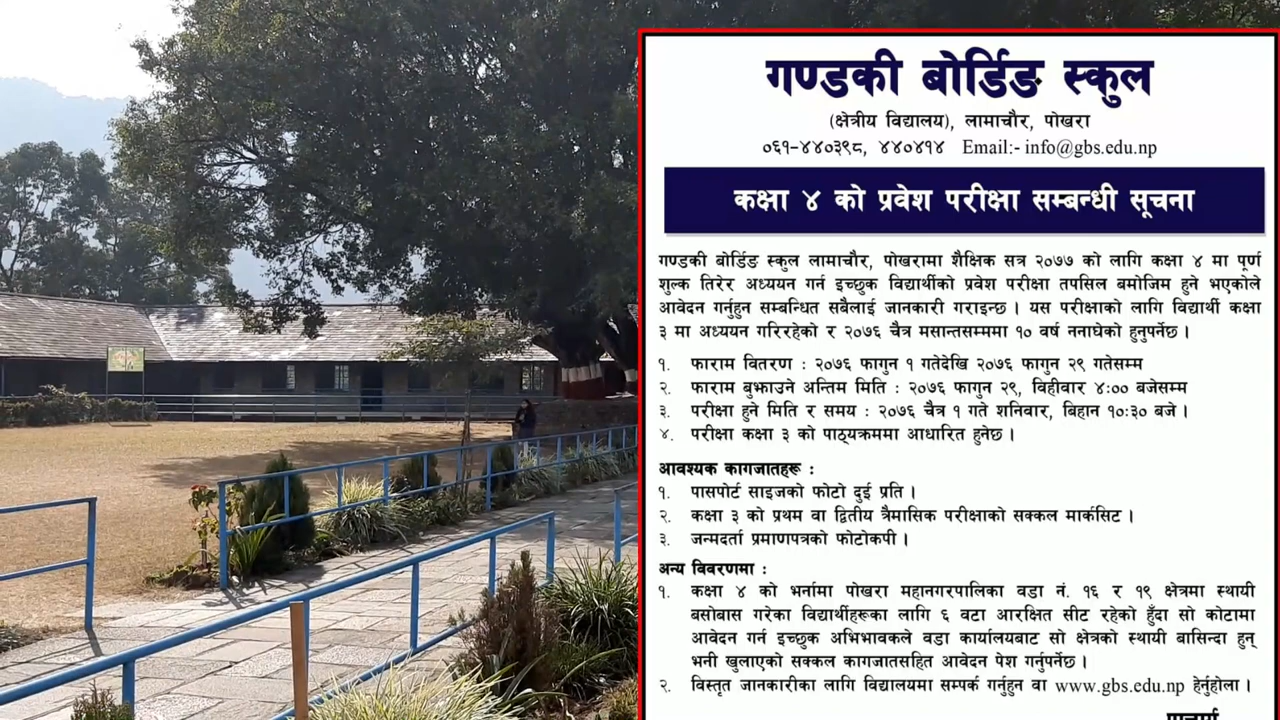 गण्डकी बोर्डिङ स्कुल
(क्षेत्रीय विद्यालय), लामाचौर, पोखरा
०६१-४४०३९८, ४४०४१४ Email:- info@gbs.edu.np
कक्षा ४ को प्रवेश परीक्षा सम्बन्धी सूचना
गण्डकी बोर्डिङ स्कुल लामाचौर, पोखरामा शैक्षिक सत्र २०७७ को लागि कक्षा ४ मा पूर्ण
शुल्क तिरेर अध्ययन गर्न इच्छुक विद्यार्थीको प्रवेश परीक्षा तपसिल बमोजिम हुने भएकोले
आवेदन गर्नुहुन सम्बन्धित सबैलाई जानकारी गराइन्छ । यस परीक्षाको लागि विद्यार्थी कक्षा
३ मा अध्ययन गरिरहेको र २०७६ चैत्र मसान्तसम्ममा १० वर्ष ननाघेको हुनुपर्नेछ ।
१. फाराम वितरण : २०७६ फागुन १ गतेदेखि २०७६ फागुन २९ गतेसम्म
२. फाराम बुझाउने अन्तिम मिति : २०७६ फागुन २९, विहीवार ४:०० बजेसम्म
३. परीक्षा हुने मिति र समय : २०७६ चैत्र १ गते शनिवार, बिहान १०:३० बजे ।
४. परीक्षा कक्षा ३ को पाठ्यक्रममा आधारित हुनेछ ।
आवश्यक कागजातहरू :
१. पासपोर्ट साइजको फोटो दुई प्रति ।
२. कक्षा ३ को प्रथम वा द्वितीय त्रैमासिक परीक्षाको सक्कल मार्कसिट ।
३. जन्मदर्ता प्रमाणपत्रको फोटोकपी ।
अन्य विवरणमा :
१. कक्षा ४ को भर्नामा पोखरा महानगरपालिका वडा नं. १६ र १९ क्षेत्रमा स्थायी
बसोबास गरेका विद्यार्थीहरूका लागि ६ वटा आरक्षित सीट रहेको हुँदा सो कोटामा
आवेदन गर्न इच्छुक अभिभावकले वडा कार्यालयबाट सो क्षेत्रको स्थायी बासिन्दा हुन्
भनी खुलाएको सक्कल कागजातसहित आवेदन पेश गर्नुपर्नेछ ।
२. विस्तृत जानकारीका लागि विद्यालयमा सम्पर्क गर्नुहुन वा www.gbs.edu.np हेर्नुहोला ।